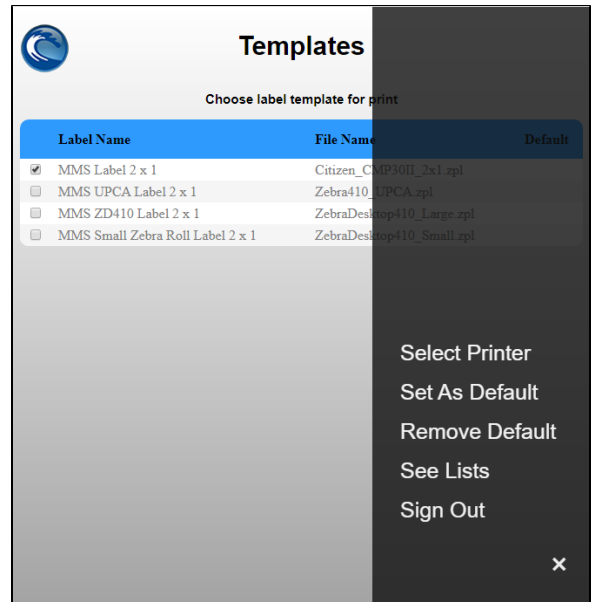 Templates
Choose label template for print
Label Name File Name Default
MMS Label 2 x 1 Citizen_CMP30II_2x1.zpl
MMS UPCA Label 2 x 1 Zebra410_UPCA.zpl
MMS ZD410 Label 2 x 1 ZebraDesktop410_Large.zpl
MMS Small Zebra Roll Label 2 x 1 ZebraDesktop410_Small.zpl
Select Printer
Set As Default
Remove Default
See Lists
Sign Out
×